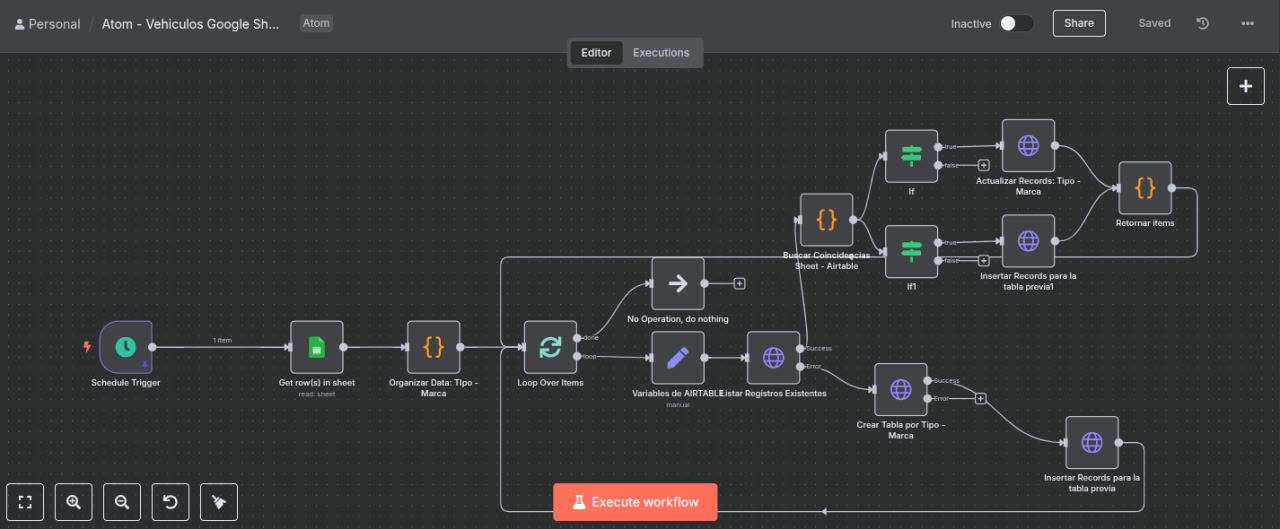 Personal / Atom - Vehiculos Google Sh... Atom
Inactive Share Saved
Editor Executions
true
false
If
Actualizar Records: Tipo -
Marca
Retornar items
Buscar Coincidencias
Sheet - Airtable
true
false
If1
Insertar Records para la
tabla previa1
No Operation, do nothing
1 item
Schedule Trigger
Get row(s) in sheet
read: sheet
Organizar Data: TIpo -
Marca
done
loop
Loop Over Items
Variables de AIRTABLE
manual
Success
Error
Listar Registros Existentes
Success
Error
Crear Tabla por Tipo -
Marca
Insertar Records para la
tabla previa
Execute workflow